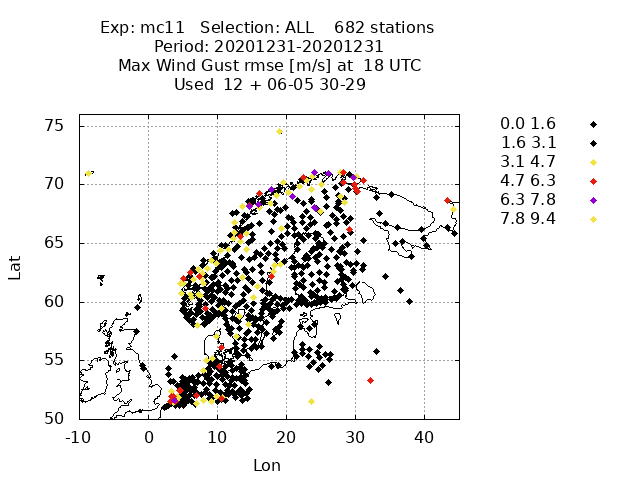 Exp: mc11   Selection: ALL    682 stations
Period: 20201231-20201231
Max Wind Gust rmse [m/s] at  18 UTC
Used  12 + 06-05 30-29
0.0 1.6
1.6 3.1
3.1 4.7
4.7 6.3
6.3 7.8
7.8 9.4
75
70
65
60
55
50
Lat
-10 0 10 20 30 40
Lon